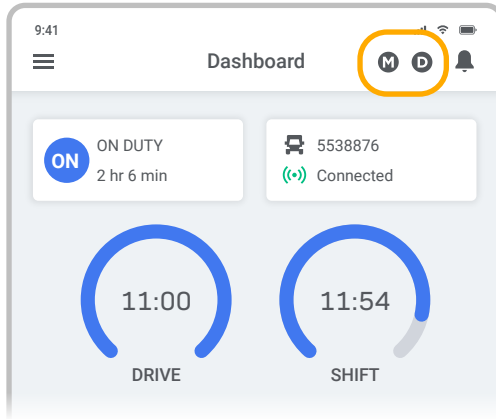 9:41
Dashboard M D
ON ON DUTY
2 hr 6 min
5538876
Connected
11:00
DRIVE
11:54
SHIFT